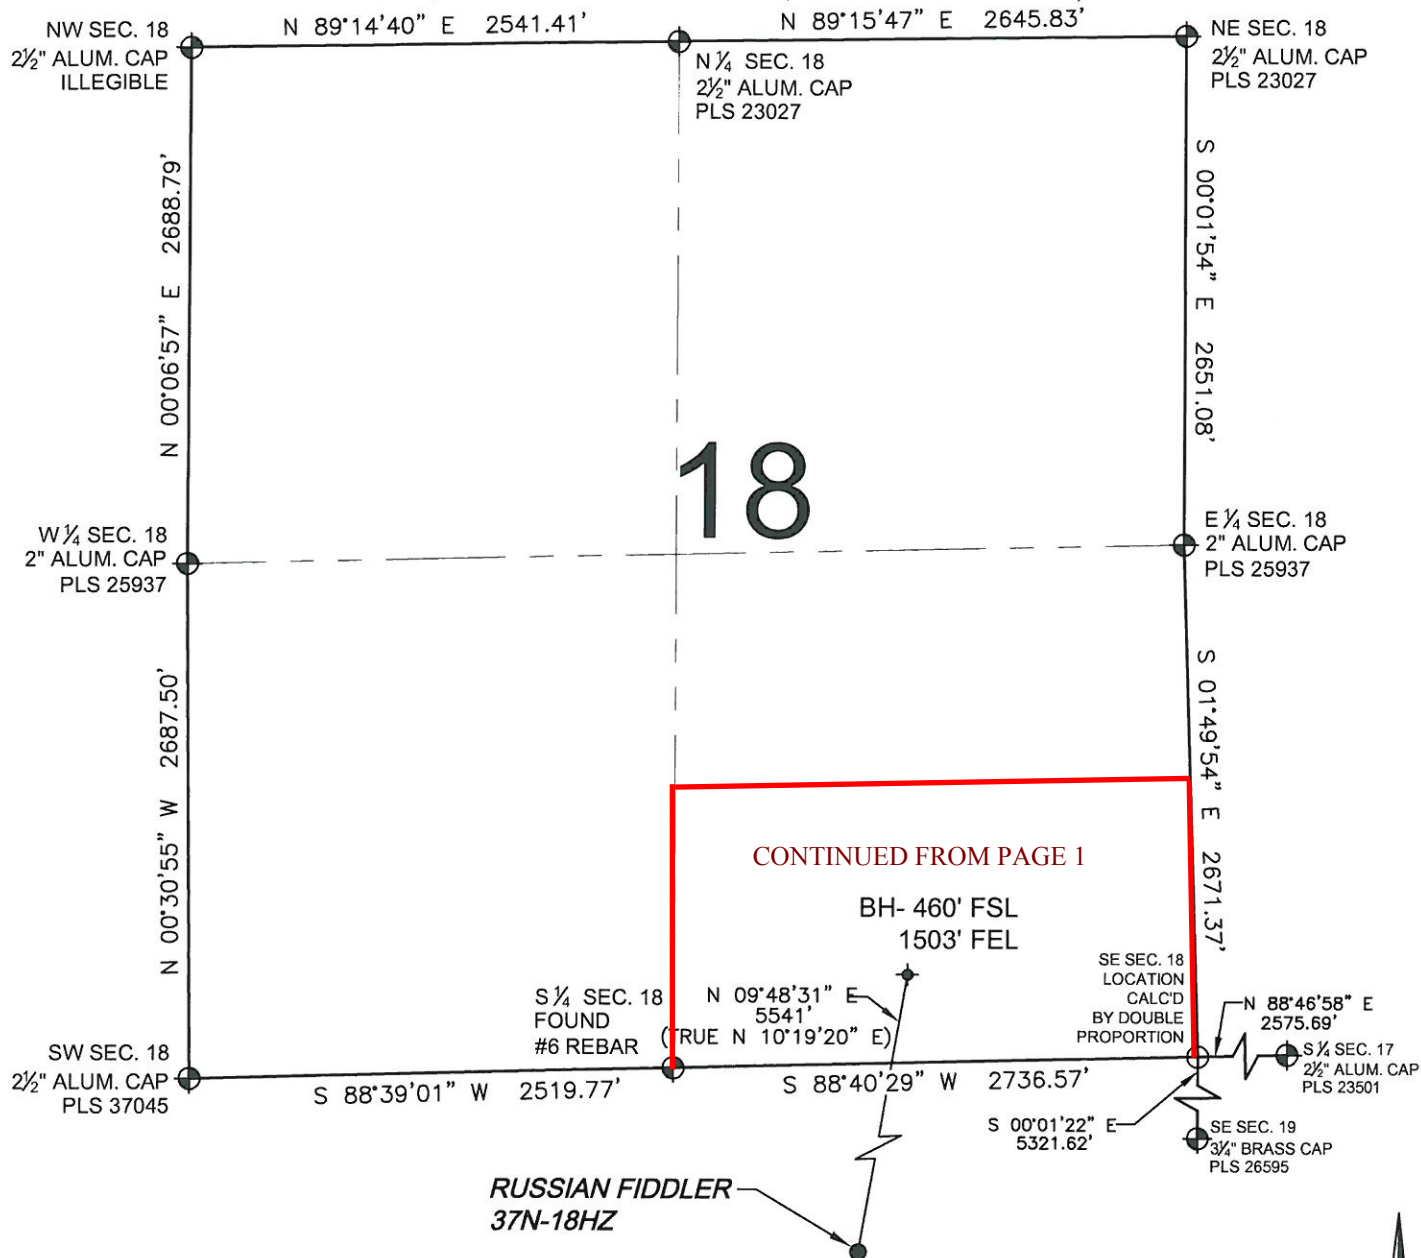 N 89°14'40" E 2541.41'
N 89°15'47" E 2645.83'
NW SEC. 18
2½" ALUM. CAP
ILLEGIBLE
N ¼ SEC. 18
2½" ALUM. CAP
PLS 23027
NE SEC. 18
2½" ALUM. CAP
PLS 23027
N 00°06'57" E 2688.79'
S 00°01'54" E 2651.08'
18
W ¼ SEC. 18
2" ALUM. CAP
PLS 25937
E ¼ SEC. 18
2" ALUM. CAP
PLS 25937
N 00°30'55" W 2687.50'
S 01°49'54" E 2671.37'
CONTINUED FROM PAGE 1
BH- 460' FSL
1503' FEL
SE SEC. 18
LOCATION
CALC'D
BY DOUBLE
PROPORTION
S ¼ SEC. 18
FOUND
#6 REBAR
N 09°48'31" E
5541'
(TRUE N 10°19'20" E)
N 88°46'58" E
2575.69'
S ¼ SEC. 17
2½" ALUM. CAP
PLS 23501
SW SEC. 18
2½" ALUM. CAP
PLS 37045
S 88°39'01" W 2519.77'
S 88°40'29" W 2736.57'
S 00°01'22" E
5321.62'
SE SEC. 19
3¼" BRASS CAP
PLS 26595
RUSSIAN FIDDLER
37N-18HZ